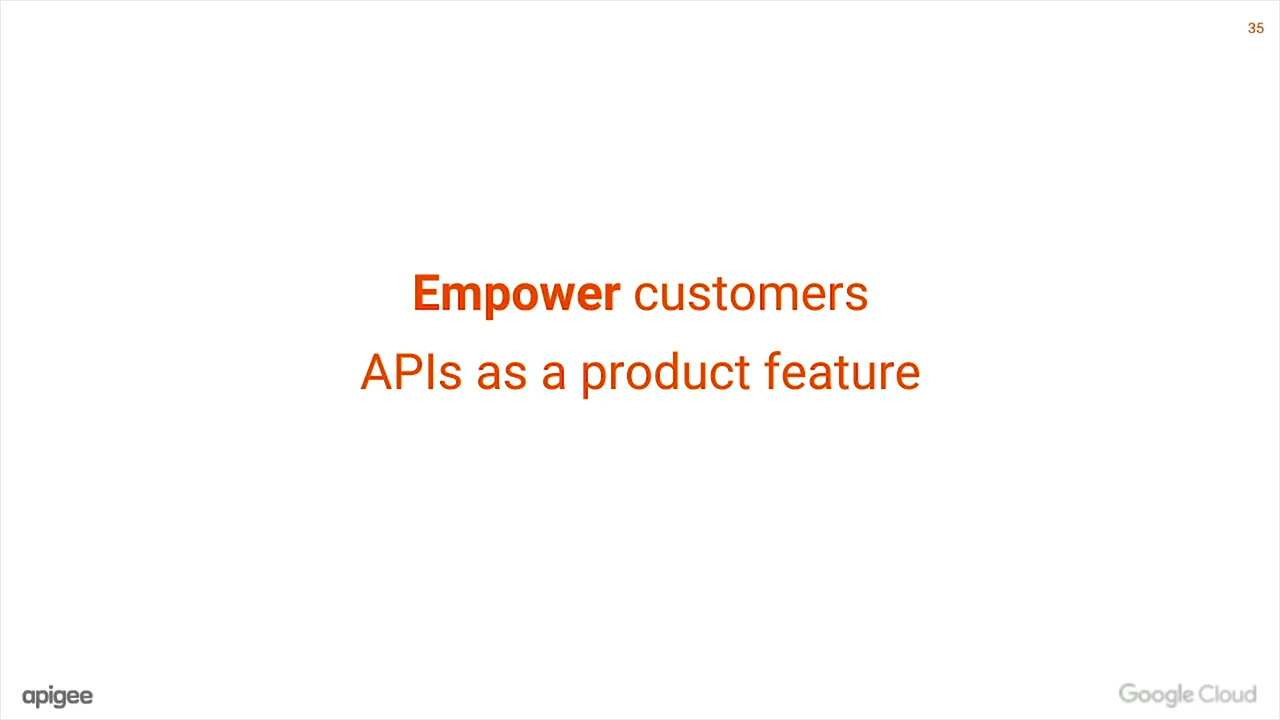 35
Empower customers
APIs as a product feature
apigee
Google Cloud